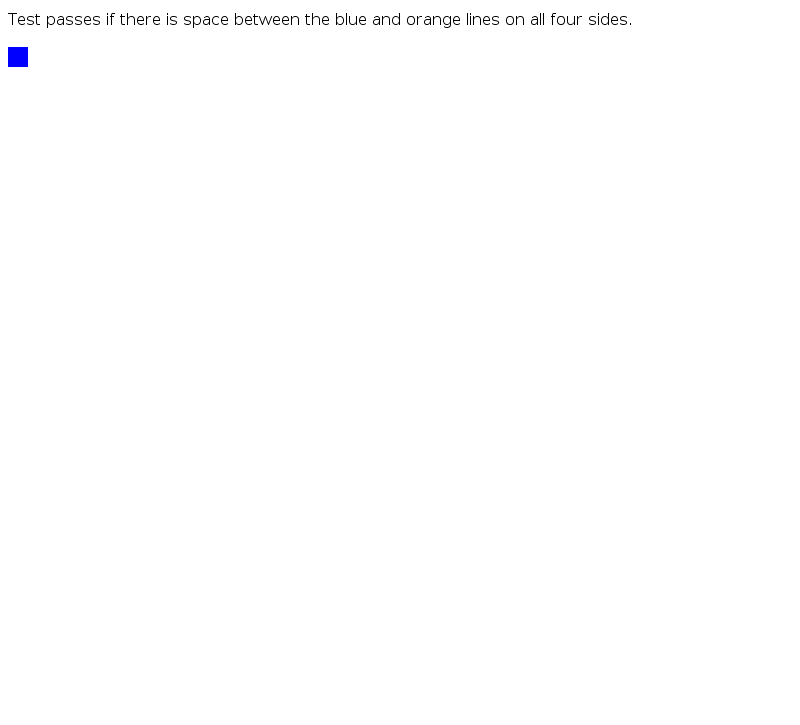 Test passes if there is space between the blue and orange lines on all four sides.